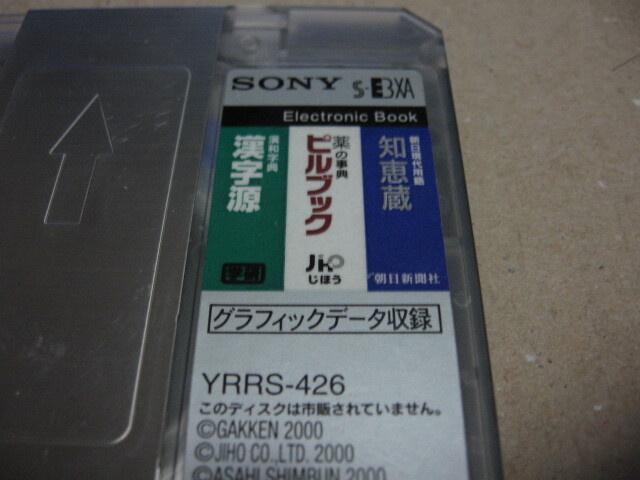 SONY S-EBXA
Electronic Book
漢和字典
漢字源
学研
薬の事典
ピルブック
JiHO
じほう
朝日現代用語
知恵蔵
朝日新聞社
グラフィックデータ収録
YRRS-426
このディスクは市販されていません。
©GAKKEN 2000
©JIHO CO.,LTD. 2000
©ASAHI SHIMBUN 2000